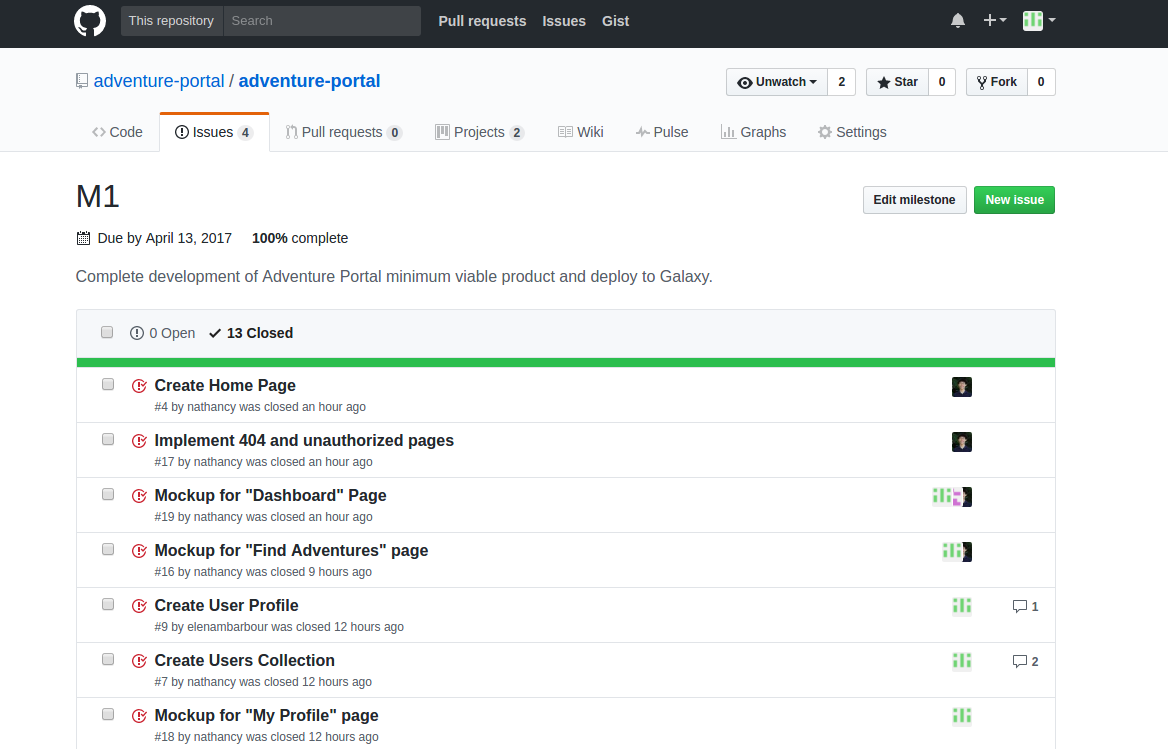 This repository Search Pull requests Issues Gist
adventure-portal / adventure-portal Unwatch 2 Star 0 Fork 0
Code Issues 4 Pull requests 0 Projects 2 Wiki Pulse Graphs Settings
M1 Edit milestone New issue
Due by April 13, 2017 100% complete
Complete development of Adventure Portal minimum viable product and deploy to Galaxy.
0 Open 13 Closed
Create Home Page
#4 by nathancy was closed an hour ago
Implement 404 and unauthorized pages
#17 by nathancy was closed an hour ago
Mockup for "Dashboard" Page
#19 by nathancy was closed an hour ago
Mockup for "Find Adventures" page
#16 by nathancy was closed 9 hours ago
Create User Profile 1
#9 by elenambarbour was closed 12 hours ago
Create Users Collection 2
#7 by nathancy was closed 12 hours ago
Mockup for "My Profile" page
#18 by nathancy was closed 12 hours ago